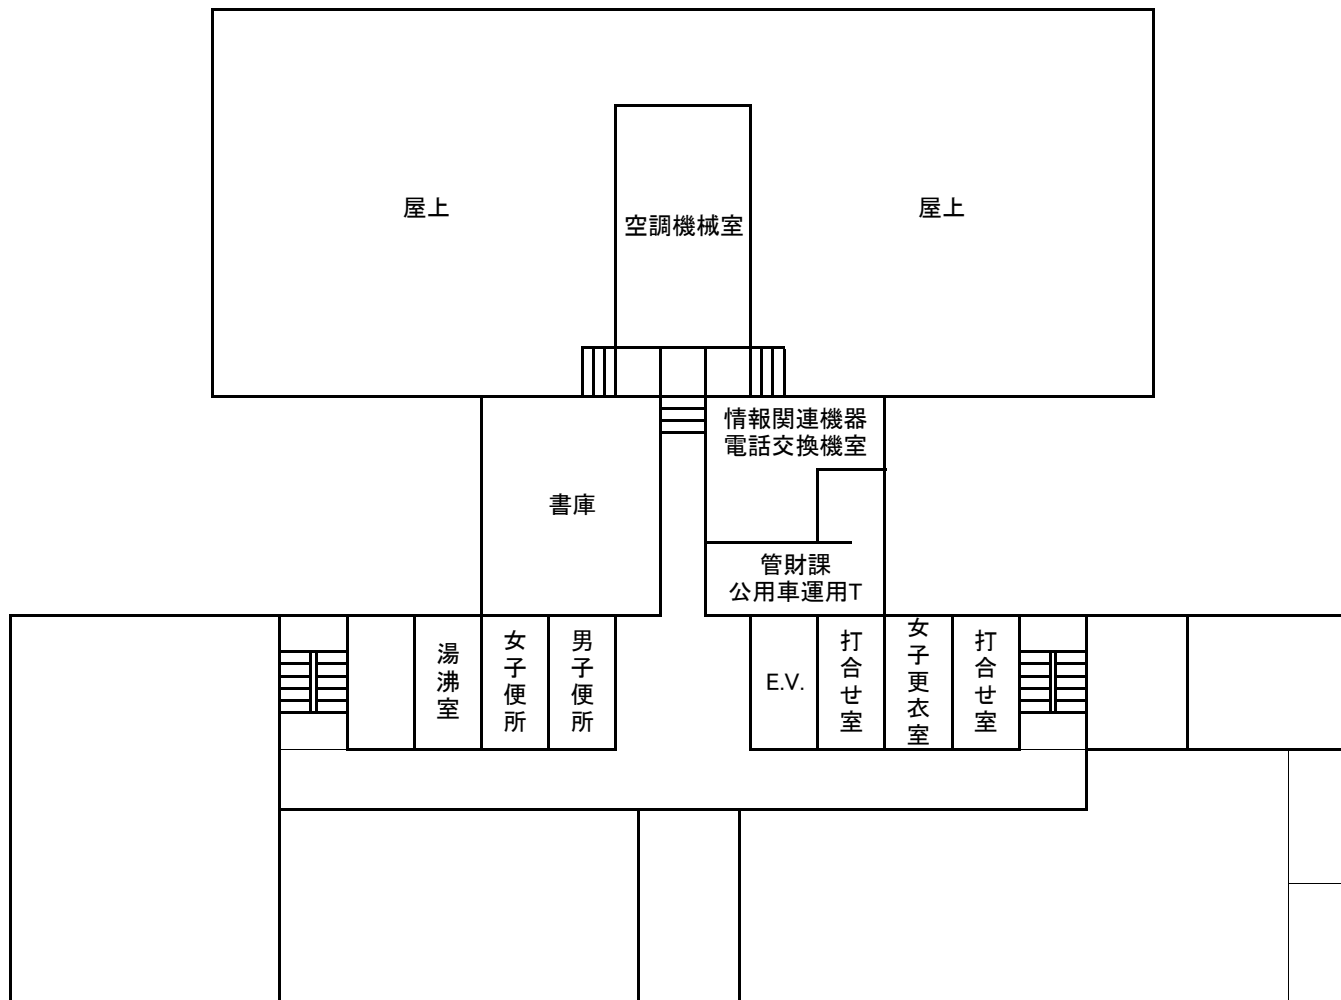 屋上
空調機械室
屋上
情報関連機器
電話交換機室
書庫
管財課
公用車運用T
湯沸室
女子便所
男子便所
E.V.
打合せ室
女子更衣室
打合せ室